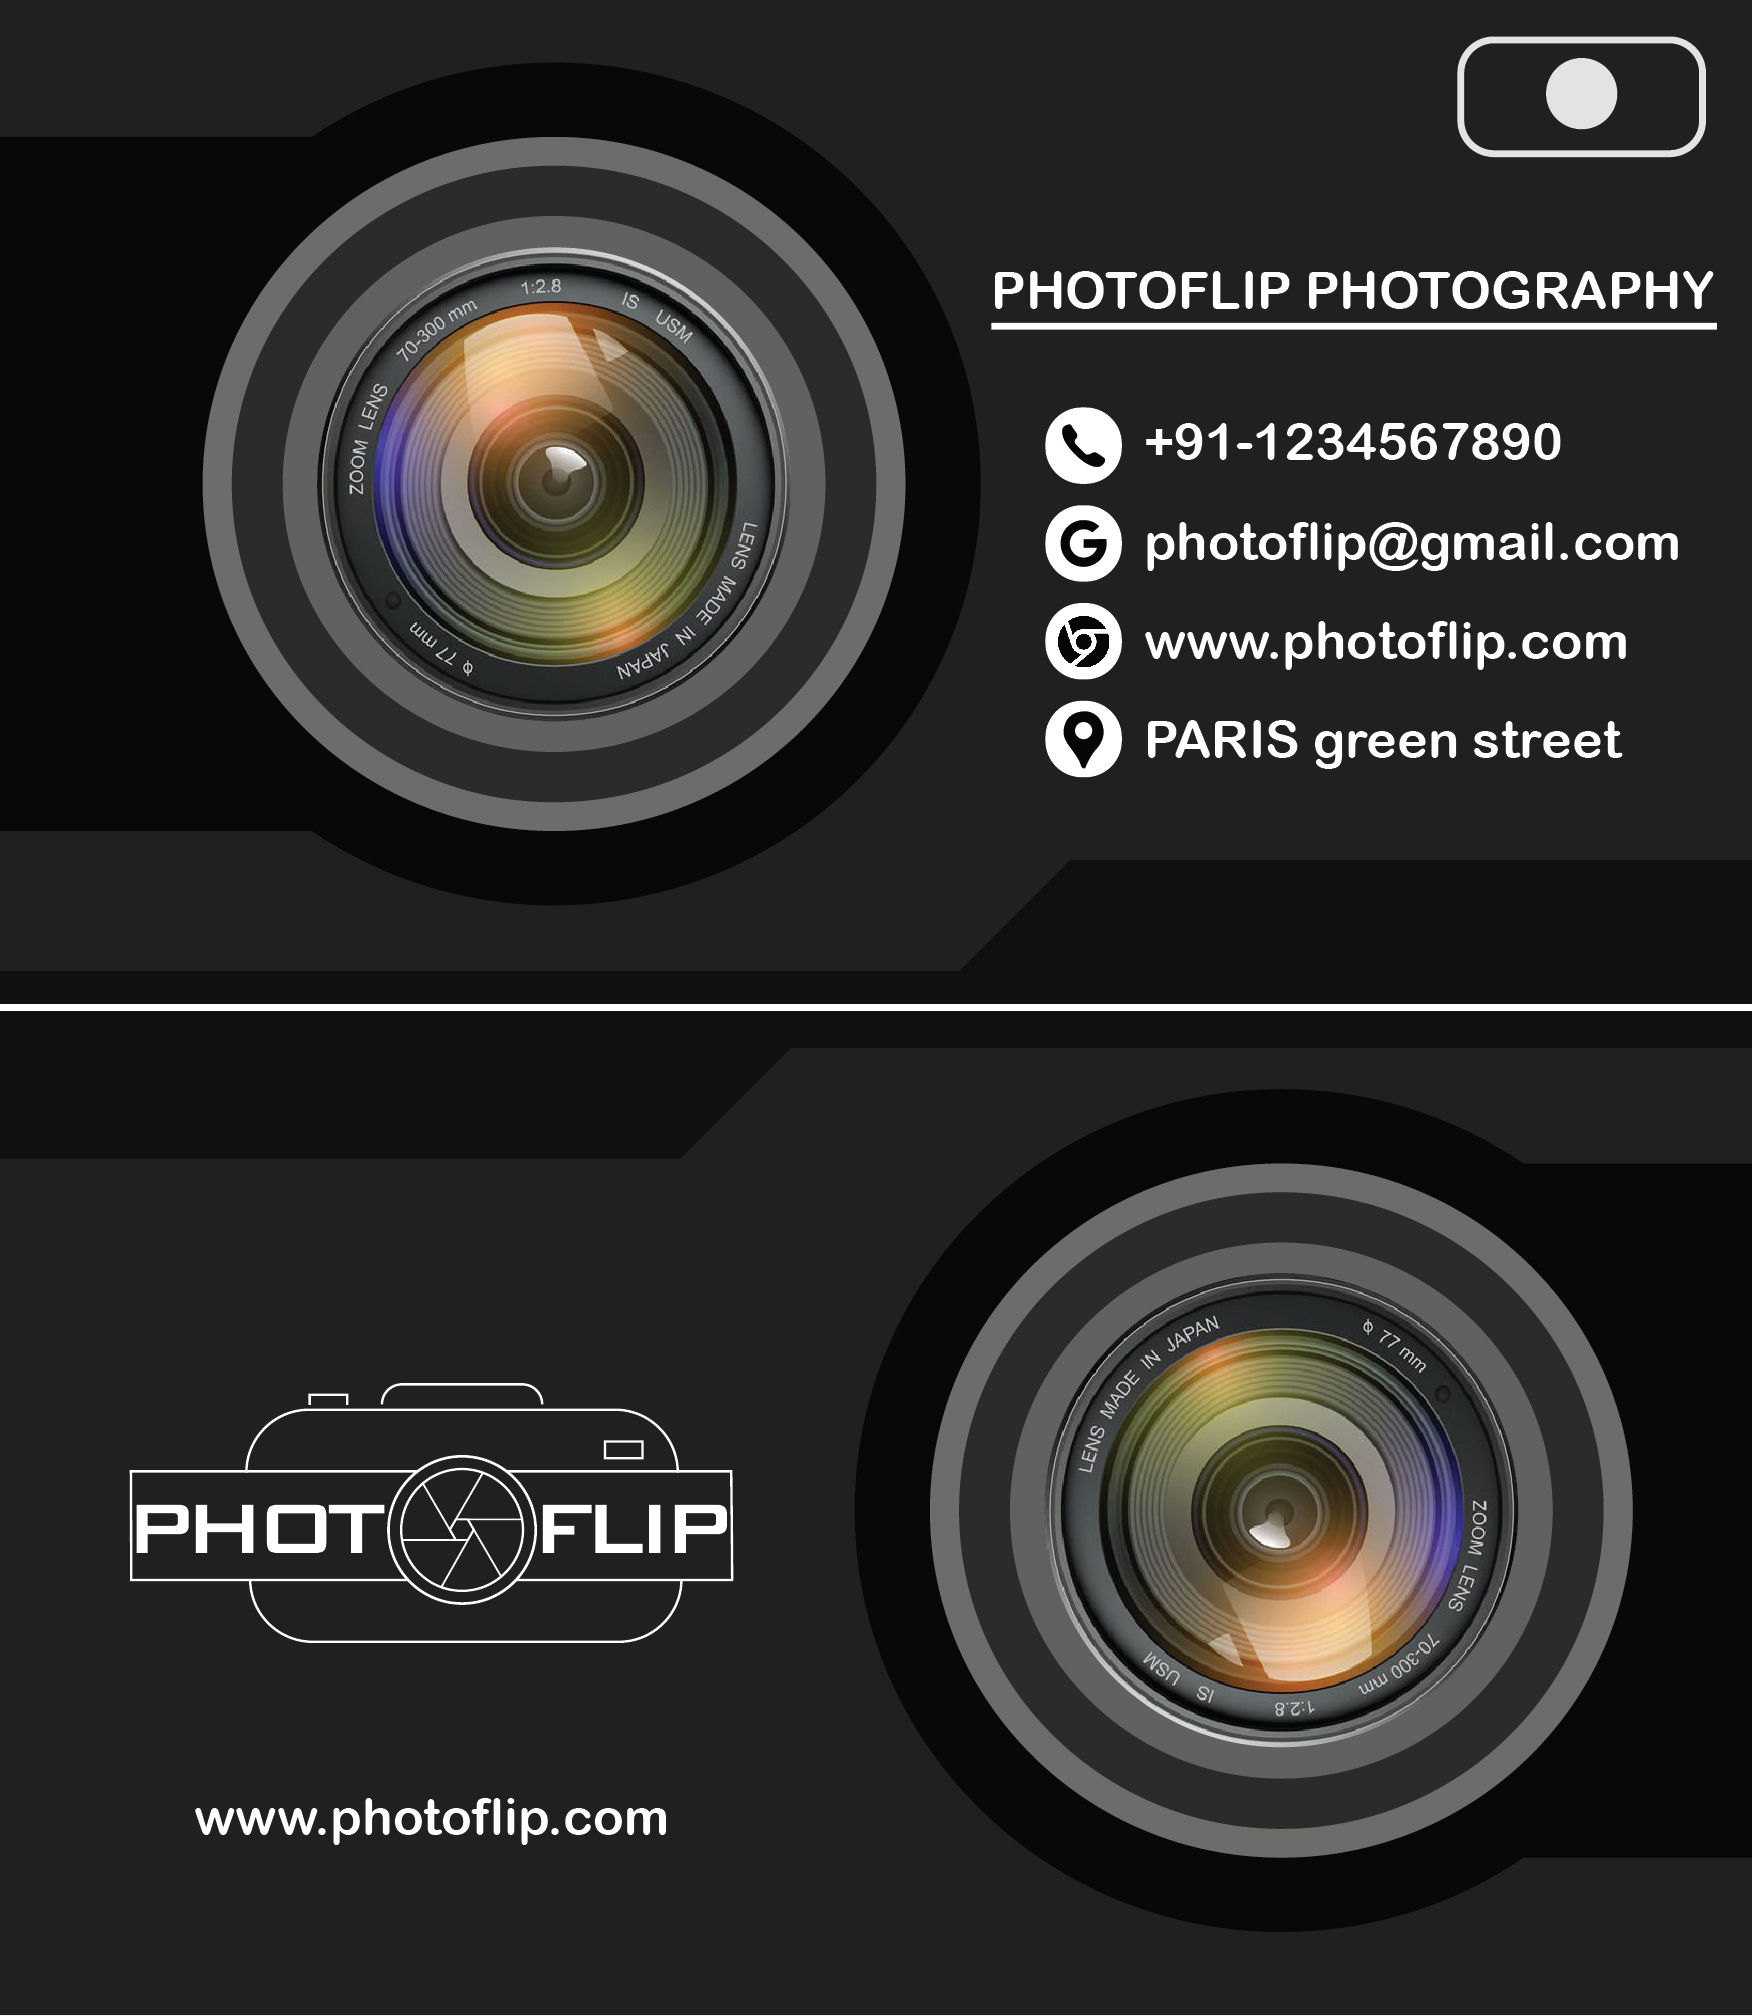 1:2.8
IS
USM
70-300 mm
ZOOM LENS
LENS MADE IN JAPAN
ϕ 77 mm
PHOTOFLIP PHOTOGRAPHY
+91-1234567890
photoflip@gmail.com
www.photoflip.com
PARIS green street
PHOTOFLIP
www.photoflip.com
LENS MADE IN JAPAN
ϕ 77 mm
ZOOM LENS
70-300 mm
1:2.8
IS
USM